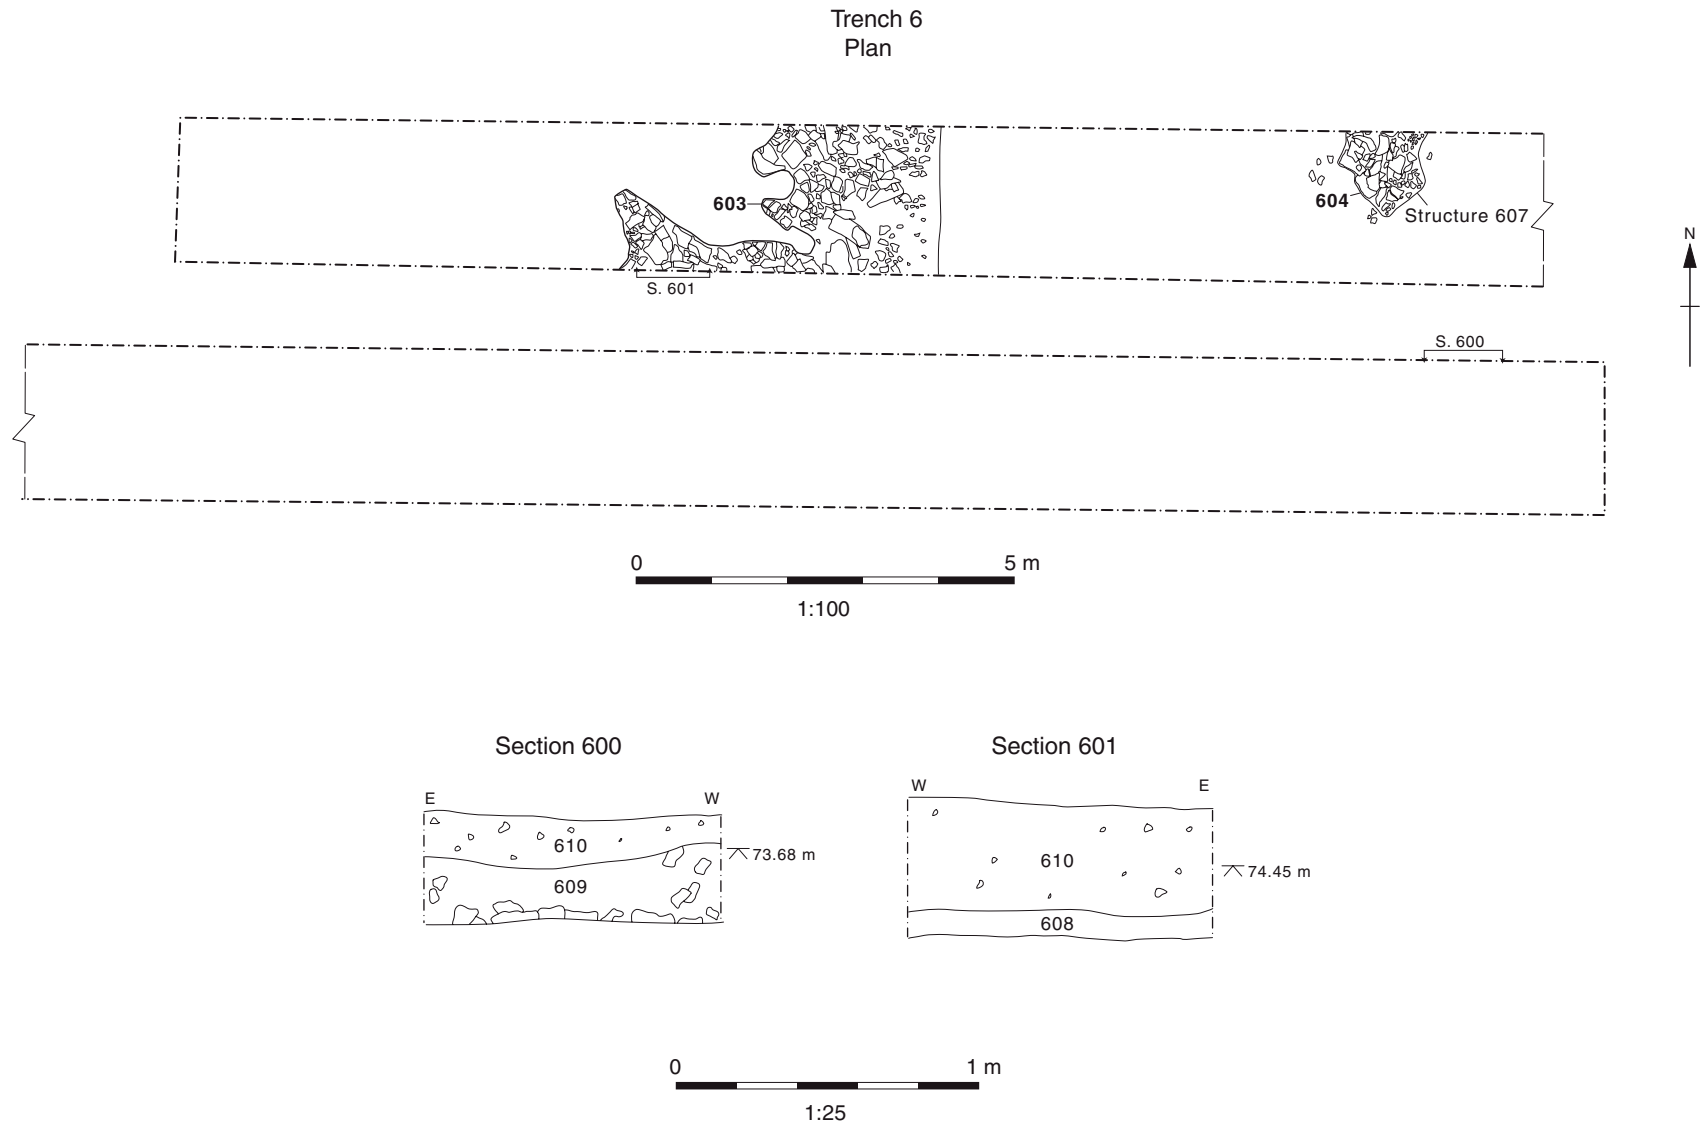 Trench 6
Plan
603
604
Structure 607
S. 601
N
S. 600
0 5 m
1:100
Section 600
Section 601
E W
610
609
73.68 m
W E
610
608
74.45 m
0 1 m
1:25